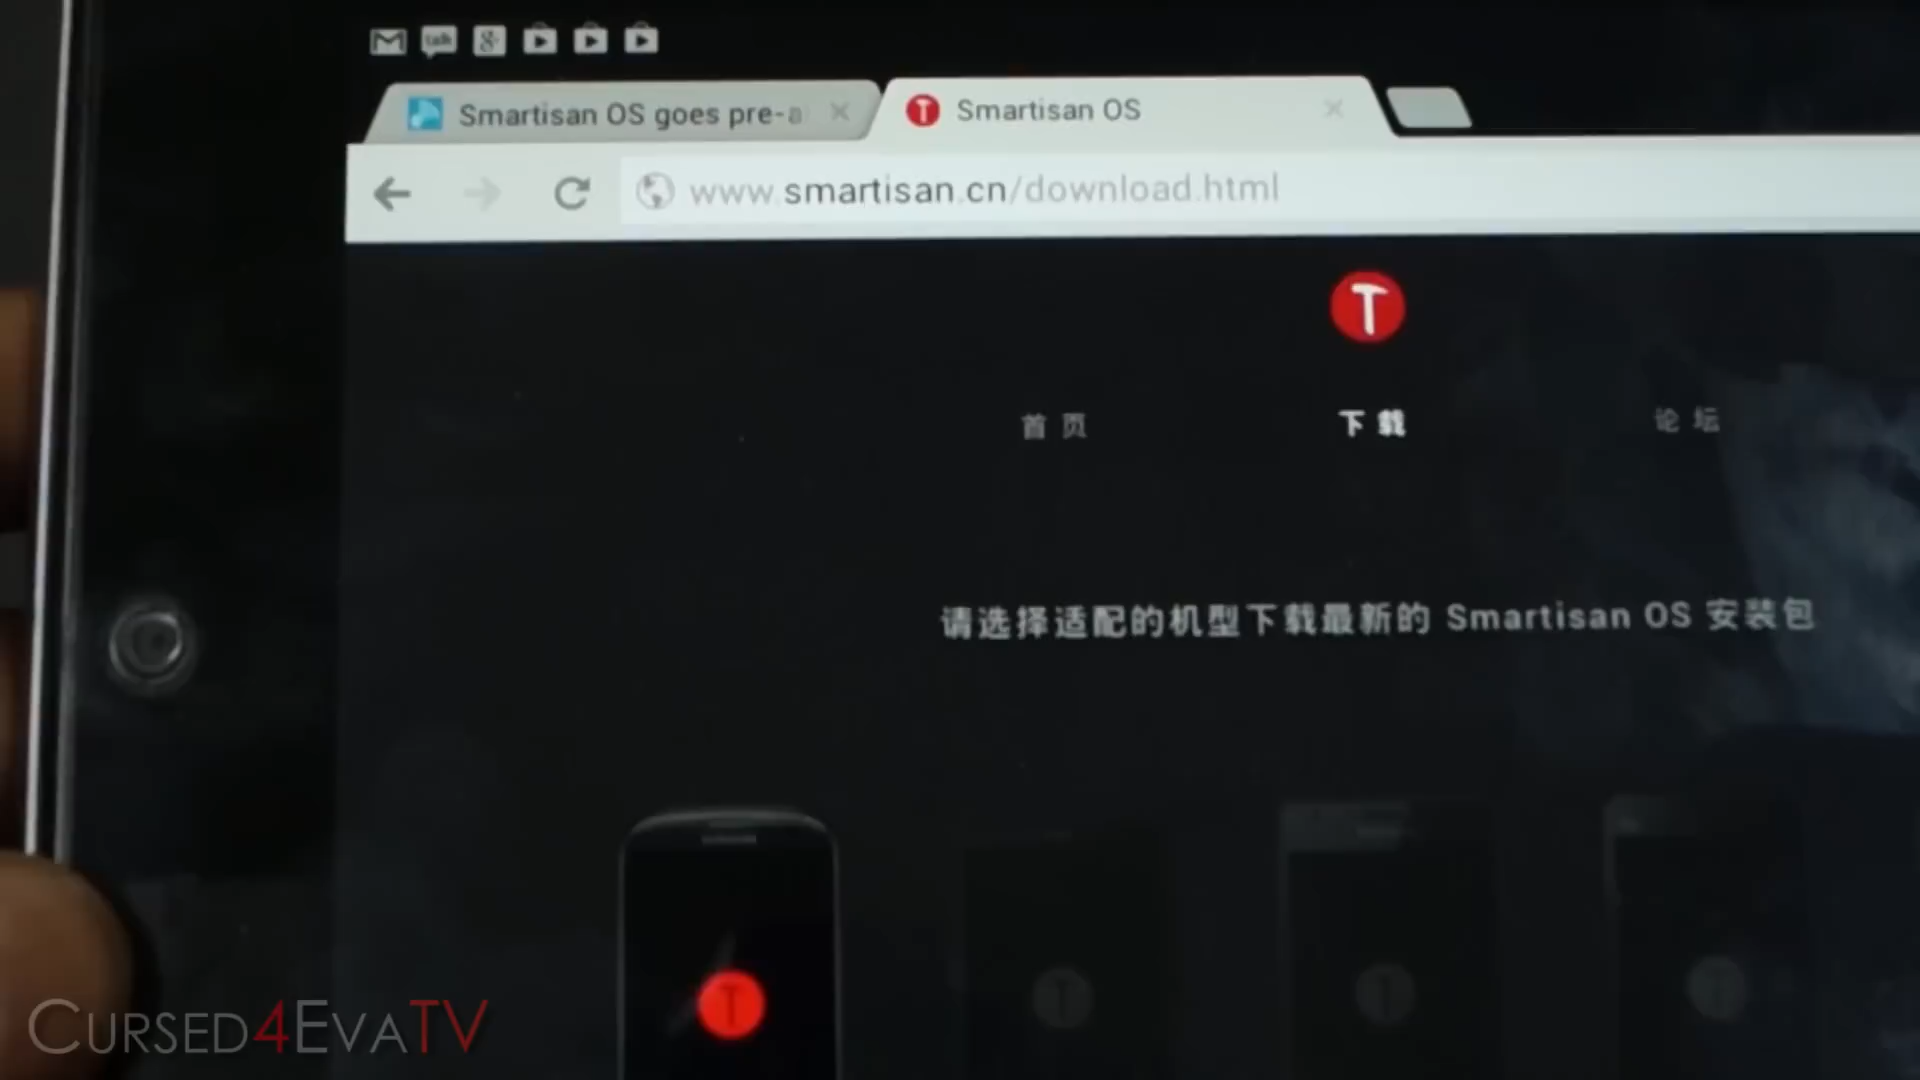 talk
Smartisan OS goes pre-a
Smartisan OS
www.smartisan.cn/download.html
首页
下载
论坛
请选择适配的机型下载最新的 Smartisan OS 安装包
CURSED4EVATV